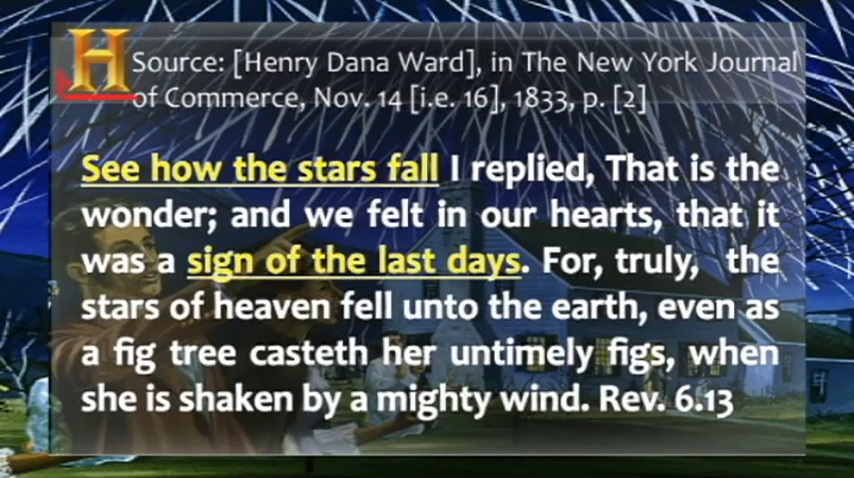 H
Source: [Henry Dana Ward], in The New York Journal
of Commerce, Nov. 14 [i.e. 16], 1833, p. [2]
See how the stars fall I replied, That is the
wonder; and we felt in our hearts, that it
was a sign of the last days. For, truly, the
stars of heaven fell unto the earth, even as
a fig tree casteth her untimely figs, when
she is shaken by a mighty wind. Rev. 6.13